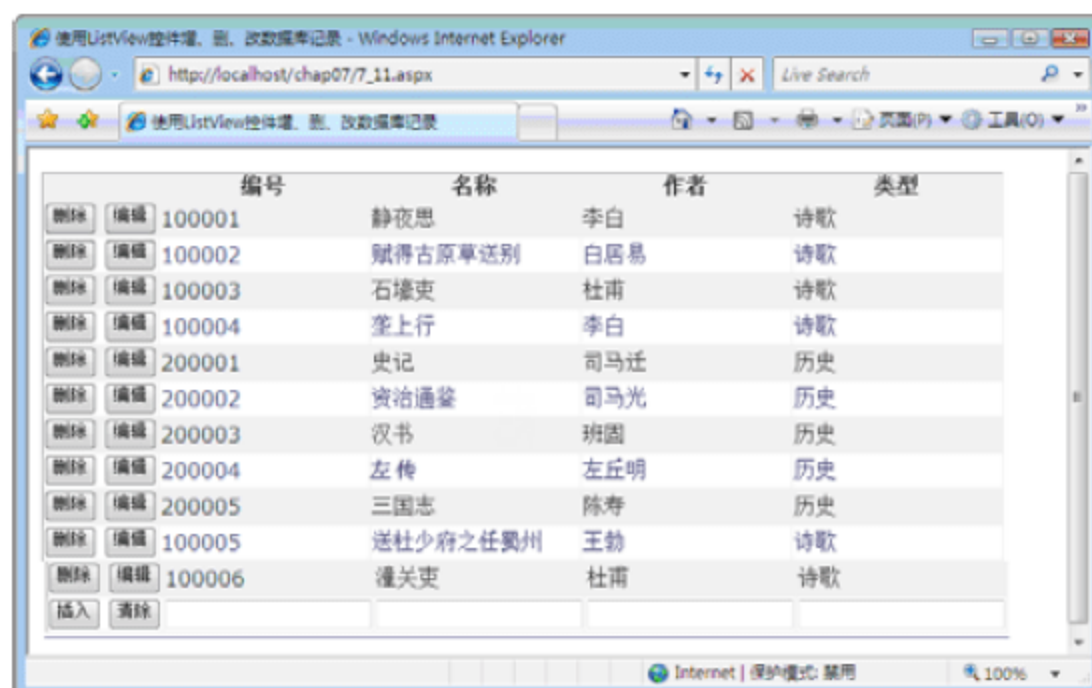 使用ListView控件增、删、改数据库记录 - Windows Internet Explorer
http://localhost/chap07/7_11.aspx Live Search
使用ListView控件增、删、改数据库记录 页面(P) 工具(O)
编号 名称 作者 类型
删除 编辑 100001 静夜思 李白 诗歌
删除 编辑 100002 赋得古原草送别 白居易 诗歌
删除 编辑 100003 石壕吏 杜甫 诗歌
删除 编辑 100004 垄上行 李白 诗歌
删除 编辑 200001 史记 司马迁 历史
删除 编辑 200002 资治通鉴 司马光 历史
删除 编辑 200003 汉书 班固 历史
删除 编辑 200004 左传 左丘明 历史
删除 编辑 200005 三国志 陈寿 历史
删除 编辑 100005 送杜少府之任蜀州 王勃 诗歌
删除 编辑 100006 潼关吏 杜甫 诗歌
插入 清除
Internet | 保护模式: 禁用 100%